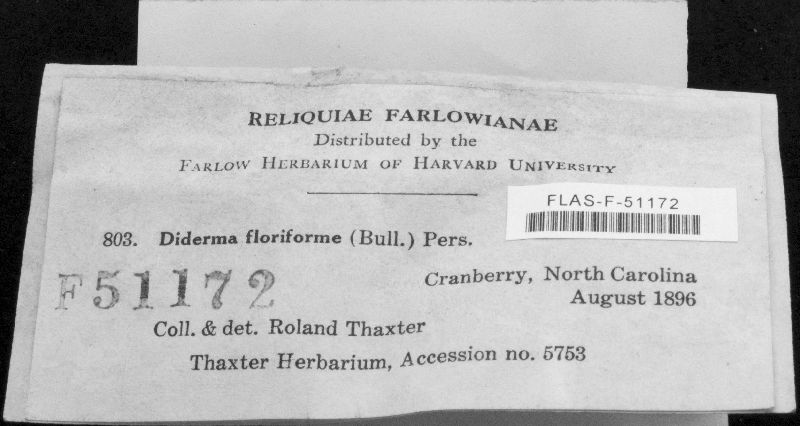 RELIQUIAE FARLOWIANAE
Distributed by the
FARLOW HERBARIUM OF HARVARD UNIVERSITY
FLAS-F-51172
803. Diderma floriforme (Bull.) Pers.
F51172
Cranberry, North Carolina
August 1896
Coll. & det. Roland Thaxter
Thaxter Herbarium, Accession no. 5753